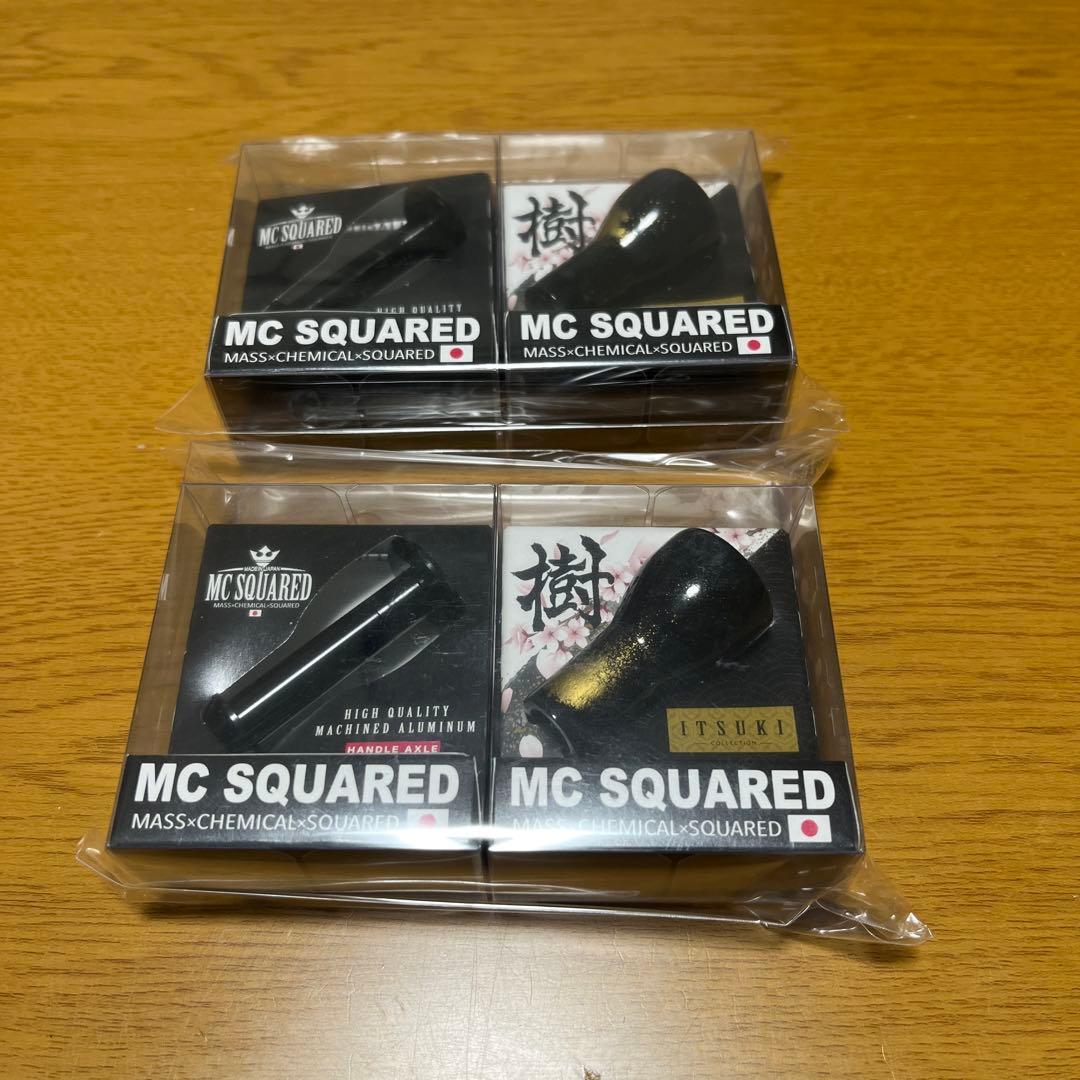 MC SQUARED
樹
HIGH QUALITY
MC SQUARED
MASS×CHEMICAL×SQUARED
MC SQUARED
MASS×CHEMICAL×SQUARED
MADE IN JAPAN
MC SQUARED
MASS×CHEMICAL×SQUARED
樹
HIGH QUALITY
MACHINED ALUMINUM
HANDLE AXLE
ITSUKI
COLLECTION
MC SQUARED
MASS×CHEMICAL×SQUARED
MC SQUARED
MASS×CHEMICAL×SQUARED